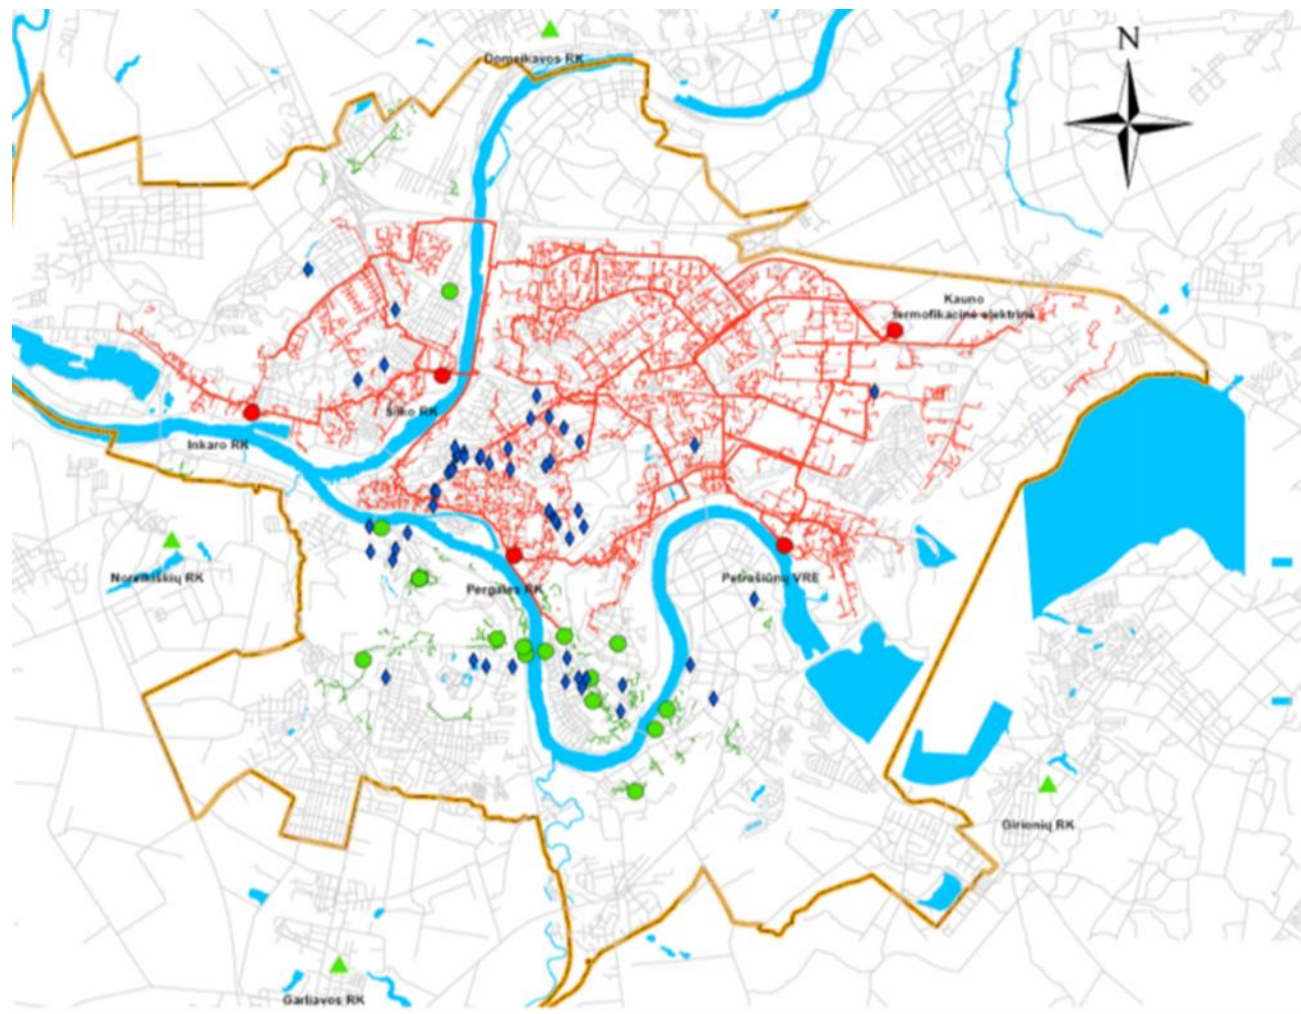 N
Domeikavos RK
Kauno
termofikacinė elektrinė
Šilko RK
Inkaro RK
Noreikiškių RK
Pergalės RK
Petrašiūnų VRE
Girionių RK
Garliavos RK